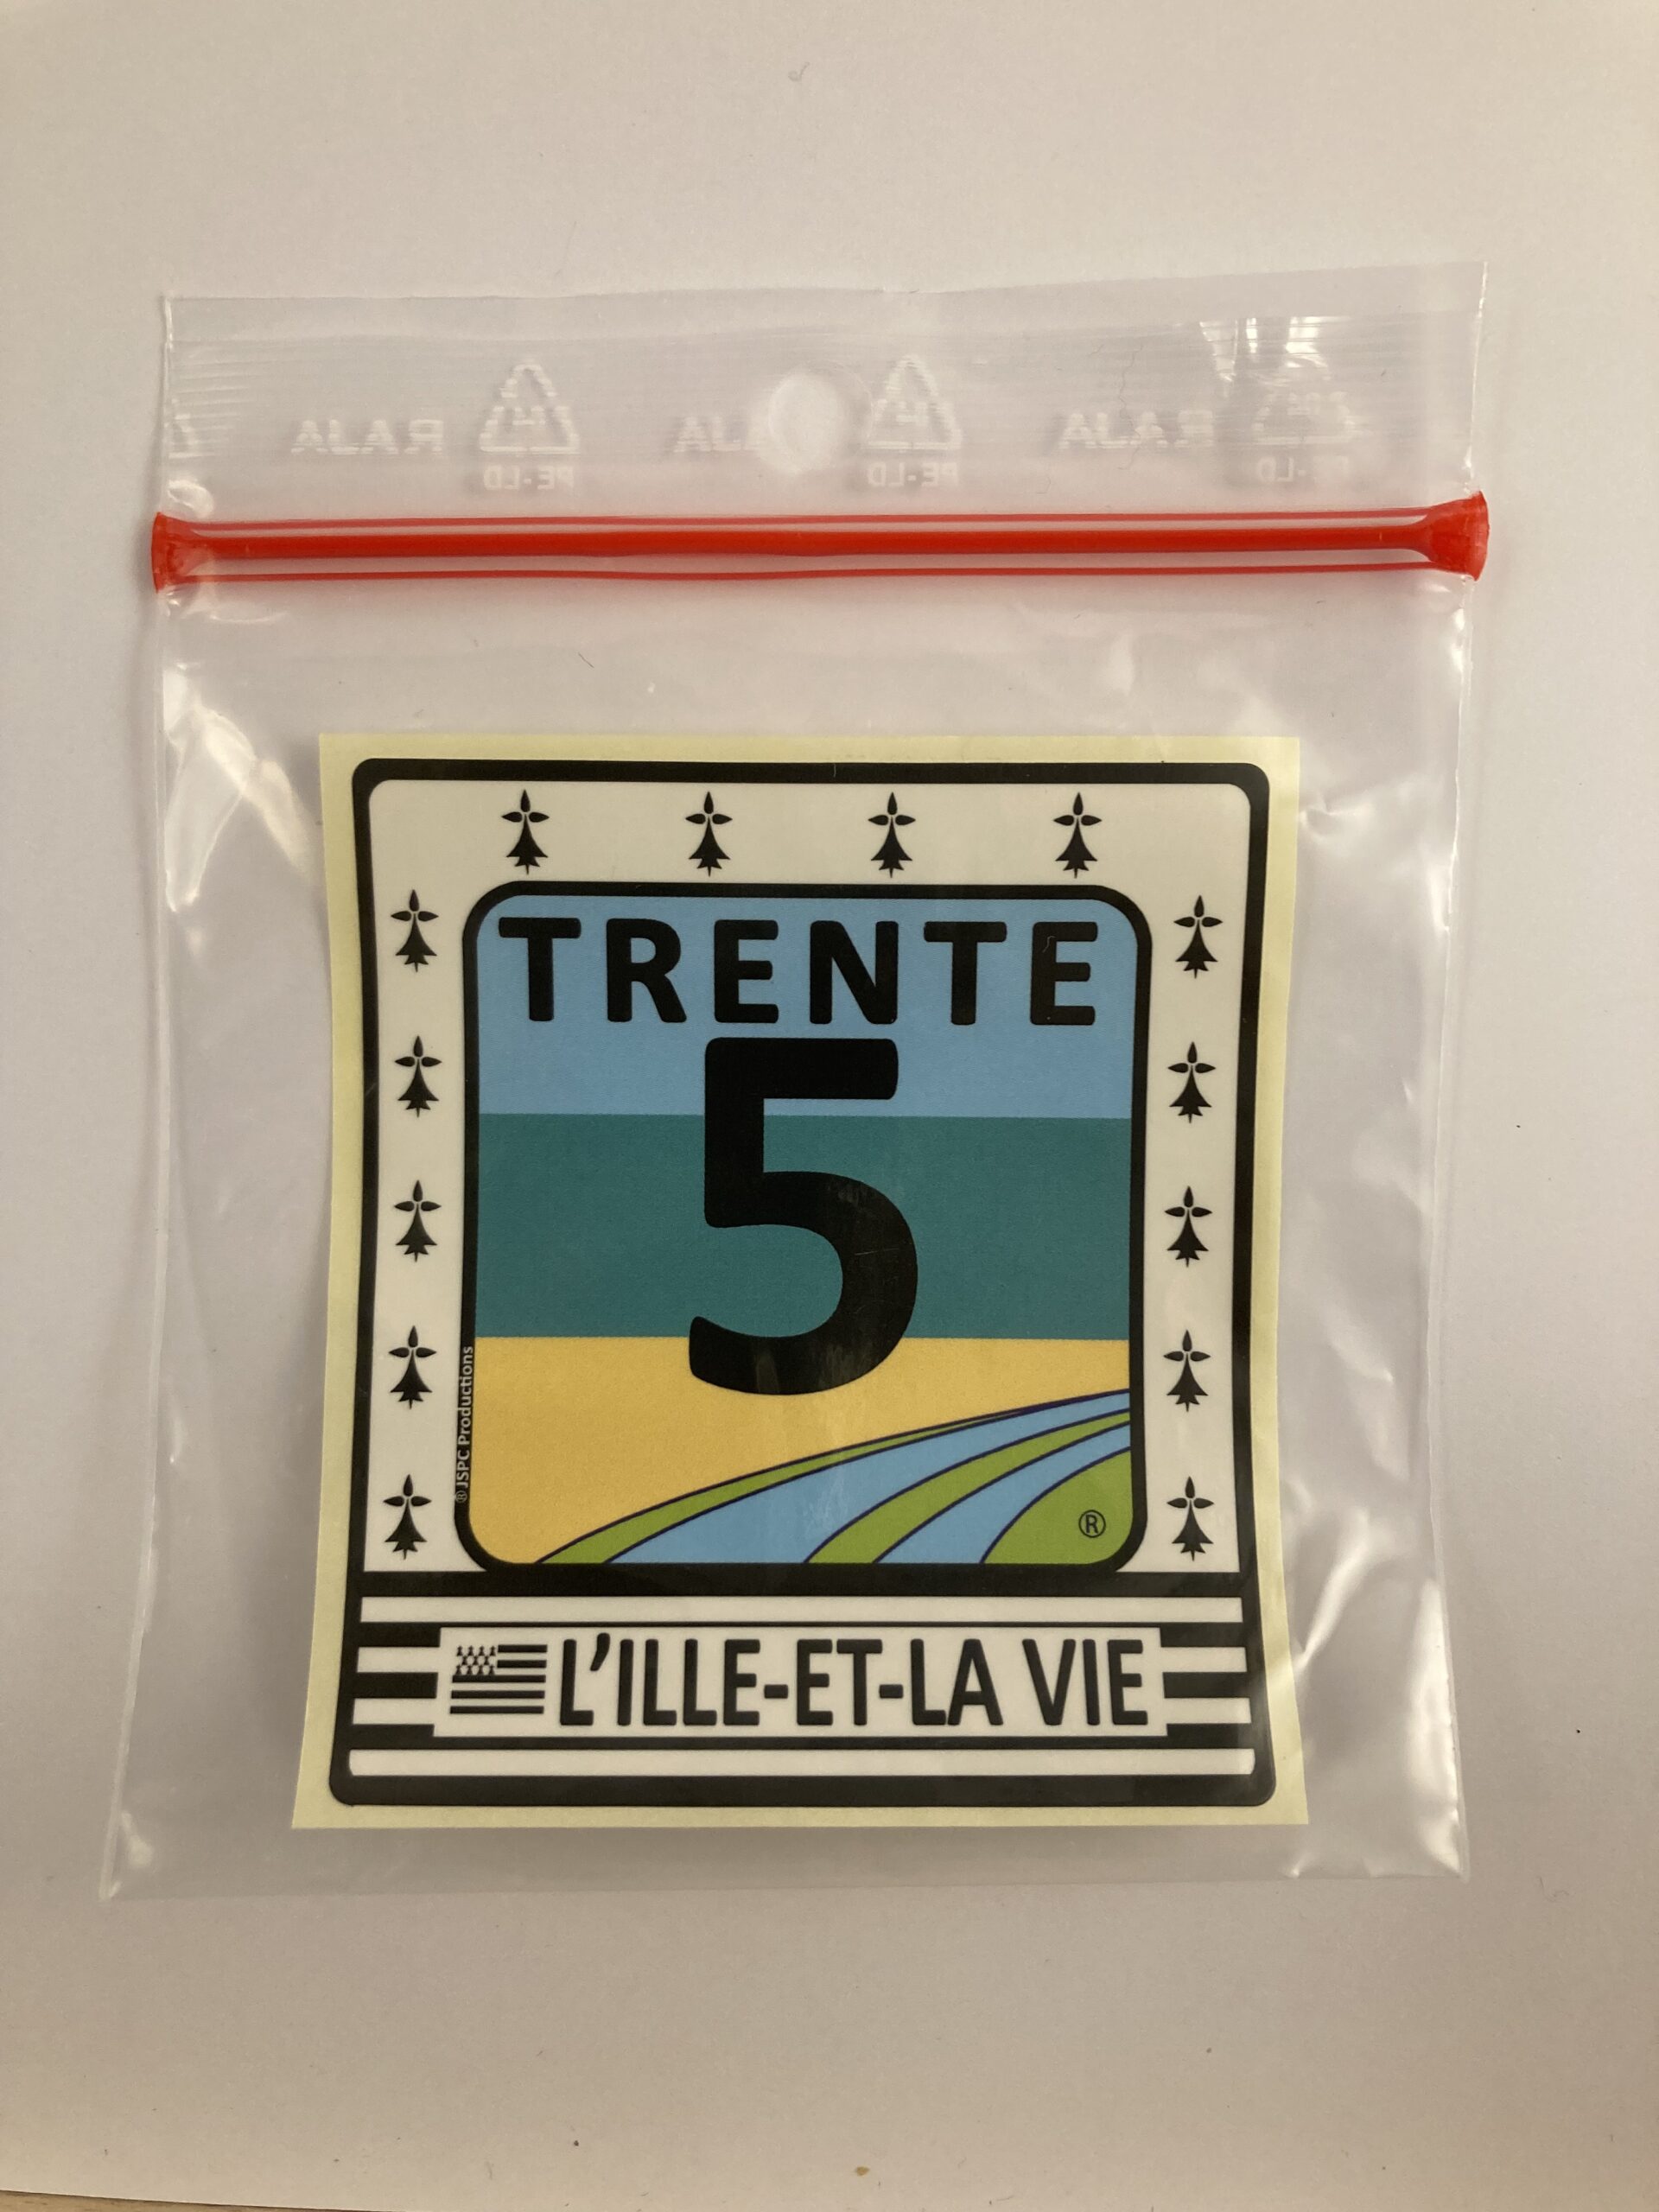 RAJA RAJA RAJA
PE-LD PE-LD PE-LD
TRENTE
5
® JSPC Productions
®
L'ILLE-ET-LA VIE